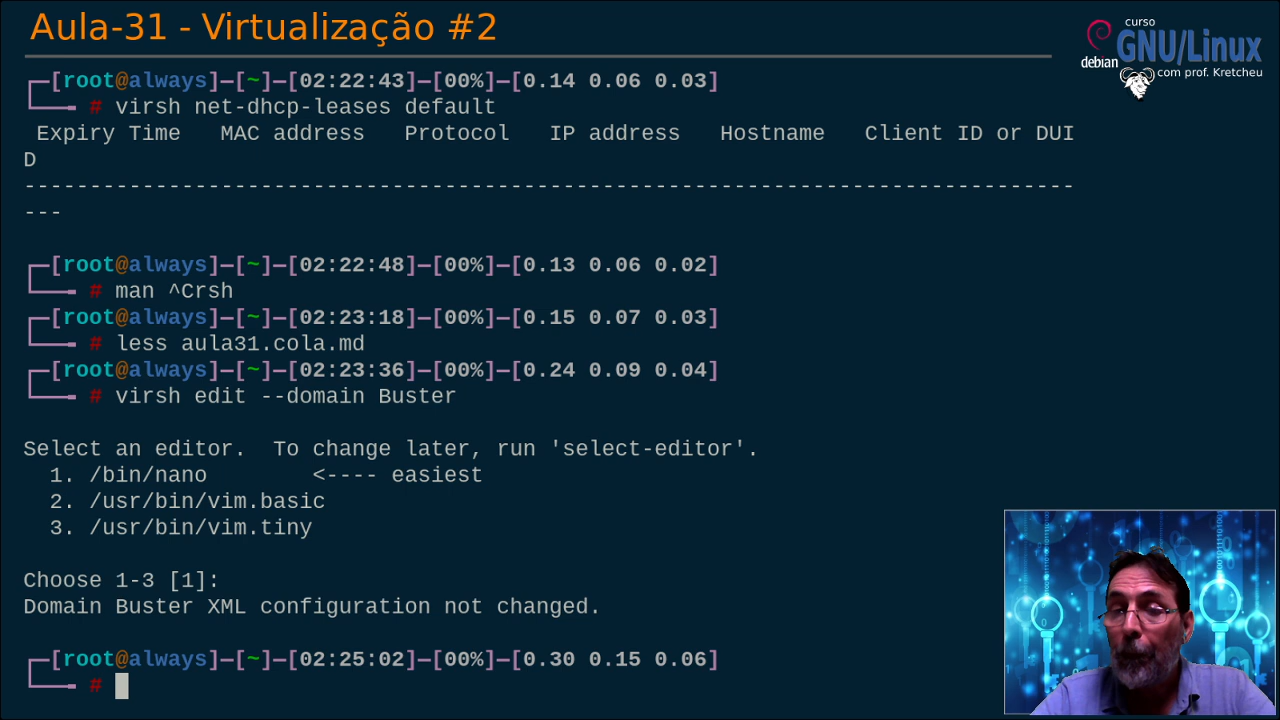 Aula-31 - Virtualização #2
curso
GNU/Linux
debian
com prof. Kretcheu
┌─[root@always]─[~]─[02:22:43]─[00%]─[0.14 0.06 0.03]
└──╼ # virsh net-dhcp-leases default
Expiry Time   MAC address   Protocol   IP address   Hostname   Client ID or DUI
D
--------------------------------------------------------------------------------
---
┌─[root@always]─[~]─[02:22:48]─[00%]─[0.13 0.06 0.02]
└──╼ # man ^Crsh
┌─[root@always]─[~]─[02:23:18]─[00%]─[0.15 0.07 0.03]
└──╼ # less aula31.cola.md
┌─[root@always]─[~]─[02:23:36]─[00%]─[0.24 0.09 0.04]
└──╼ # virsh edit --domain Buster
Select an editor.  To change later, run 'select-editor'.
1. /bin/nano        <---- easiest
2. /usr/bin/vim.basic
3. /usr/bin/vim.tiny
Choose 1-3 [1]:
Domain Buster XML configuration not changed.
┌─[root@always]─[~]─[02:25:02]─[00%]─[0.30 0.15 0.06]
└──╼ #